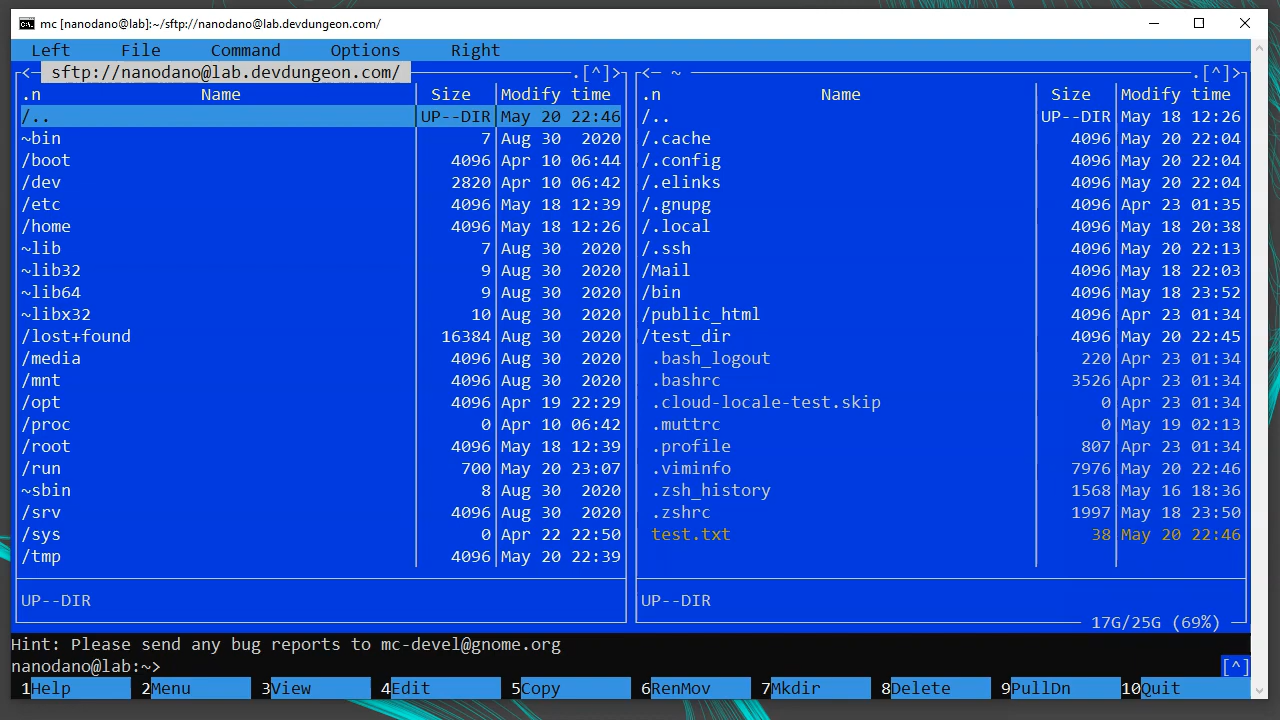 mc [nanodano@lab]:~/sftp://nanodano@lab.devdungeon.com/
Left File Command Options Right
<─ sftp://nanodano@lab.devdungeon.com/ ─.[^]> <─ ~ ─.[^]>
.n Name Size Modify time .n Name Size Modify time
/.. UP--DIR May 20 22:46 /.. UP--DIR May 18 12:26
~bin 7 Aug 30 2020 /.cache 4096 May 20 22:04
/boot 4096 Apr 10 06:44 /.config 4096 May 20 22:04
/dev 2820 Apr 10 06:42 /.elinks 4096 May 20 22:04
/etc 4096 May 18 12:39 /.gnupg 4096 Apr 23 01:35
/home 4096 May 18 12:26 /.local 4096 May 18 20:38
~lib 7 Aug 30 2020 /.ssh 4096 May 20 22:13
~lib32 9 Aug 30 2020 /Mail 4096 May 18 22:03
~lib64 9 Aug 30 2020 /bin 4096 May 18 23:52
~libx32 10 Aug 30 2020 /public_html 4096 Apr 23 01:34
/lost+found 16384 Aug 30 2020 /test_dir 4096 May 20 22:45
/media 4096 Aug 30 2020 .bash_logout 220 Apr 23 01:34
/mnt 4096 Aug 30 2020 .bashrc 3526 Apr 23 01:34
/opt 4096 Apr 19 22:29 .cloud-locale-test.skip 0 Apr 23 01:34
/proc 0 Apr 10 06:42 .muttrc 0 May 19 02:13
/root 4096 May 18 12:39 .profile 807 Apr 23 01:34
/run 700 May 20 23:07 .viminfo 7976 May 20 22:46
~sbin 8 Aug 30 2020 .zsh_history 1568 May 16 18:36
/srv 4096 Aug 30 2020 .zshrc 1997 May 18 23:50
/sys 0 Apr 22 22:50 test.txt 38 May 20 22:46
/tmp 4096 May 20 22:39
UP--DIR UP--DIR
17G/25G (69%)
Hint: Please send any bug reports to mc-devel@gnome.org
nanodano@lab:~> [^]
1Help 2Menu 3View 4Edit 5Copy 6RenMov 7Mkdir 8Delete 9PullDn 10Quit